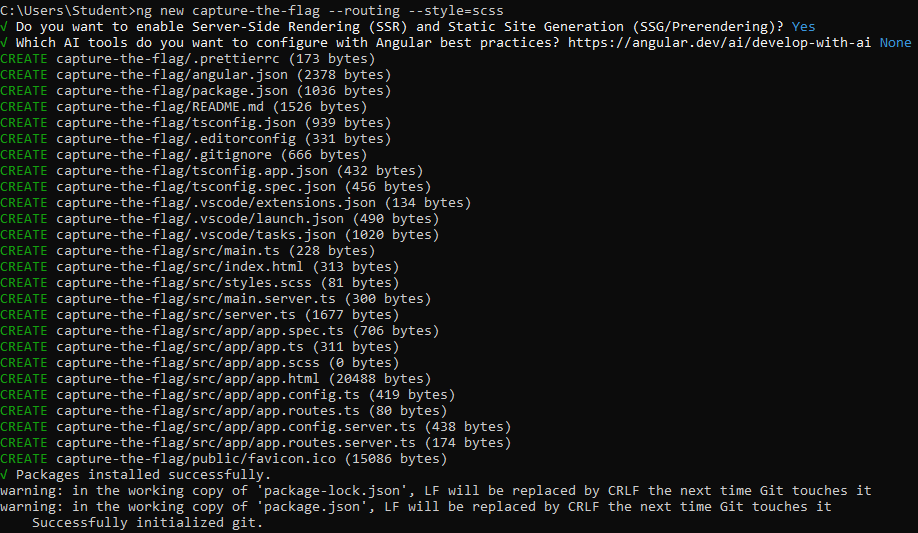 C:\Users\Student>ng new capture-the-flag --routing --style=scss
√ Do you want to enable Server-Side Rendering (SSR) and Static Site Generation (SSG/Prerendering)? Yes
√ Which AI tools do you want to configure with Angular best practices? https://angular.dev/ai/develop-with-ai None
CREATE capture-the-flag/.prettierrc (173 bytes)
CREATE capture-the-flag/angular.json (2378 bytes)
CREATE capture-the-flag/package.json (1036 bytes)
CREATE capture-the-flag/README.md (1526 bytes)
CREATE capture-the-flag/tsconfig.json (939 bytes)
CREATE capture-the-flag/.editorconfig (331 bytes)
CREATE capture-the-flag/.gitignore (666 bytes)
CREATE capture-the-flag/tsconfig.app.json (432 bytes)
CREATE capture-the-flag/tsconfig.spec.json (456 bytes)
CREATE capture-the-flag/.vscode/extensions.json (134 bytes)
CREATE capture-the-flag/.vscode/launch.json (490 bytes)
CREATE capture-the-flag/.vscode/tasks.json (1020 bytes)
CREATE capture-the-flag/src/main.ts (228 bytes)
CREATE capture-the-flag/src/index.html (313 bytes)
CREATE capture-the-flag/src/styles.scss (81 bytes)
CREATE capture-the-flag/src/main.server.ts (300 bytes)
CREATE capture-the-flag/src/server.ts (1677 bytes)
CREATE capture-the-flag/src/app/app.spec.ts (706 bytes)
CREATE capture-the-flag/src/app/app.ts (311 bytes)
CREATE capture-the-flag/src/app/app.scss (0 bytes)
CREATE capture-the-flag/src/app/app.html (20488 bytes)
CREATE capture-the-flag/src/app/app.config.ts (419 bytes)
CREATE capture-the-flag/src/app/app.routes.ts (80 bytes)
CREATE capture-the-flag/src/app/app.config.server.ts (438 bytes)
CREATE capture-the-flag/src/app/app.routes.server.ts (174 bytes)
CREATE capture-the-flag/public/favicon.ico (15086 bytes)
√ Packages installed successfully.
warning: in the working copy of 'package-lock.json', LF will be replaced by CRLF the next time Git touches it
warning: in the working copy of 'package.json', LF will be replaced by CRLF the next time Git touches it
Successfully initialized git.